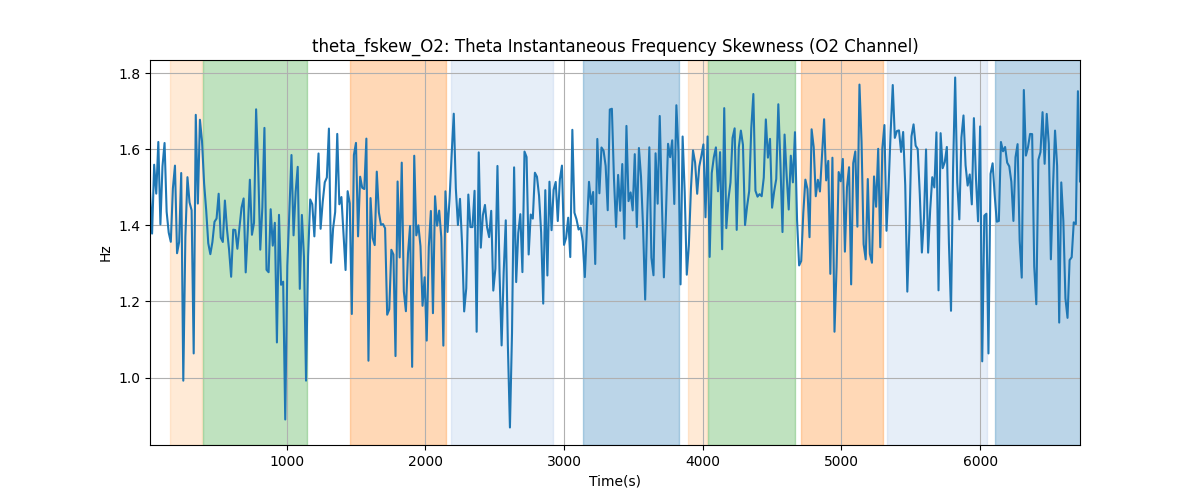 theta_fskew_O2: Theta Instantaneous Frequency Skewness (O2 Channel)
1.8
1.6
1.4
1.2
1.0
Hz
1000 2000 3000 4000 5000 6000
Time(s)